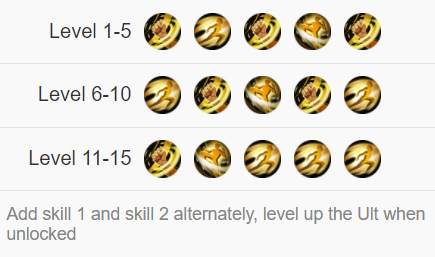 Level 1-5
Level 6-10
Level 11-15
Add skill 1 and skill 2 alternately, level up the Ult when
unlocked